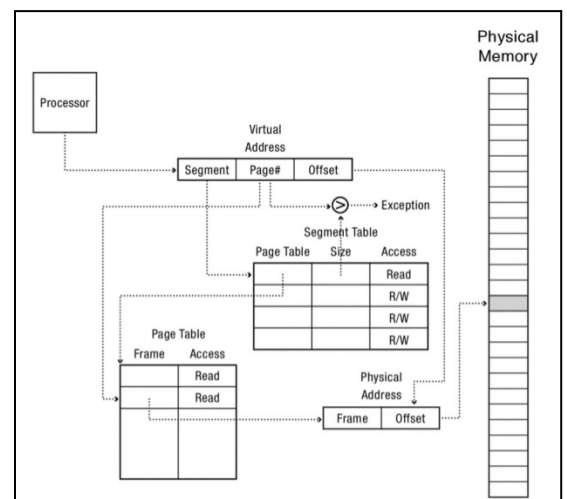 Physical
Memory
Processor
Virtual
Address
Segment Page# Offset
> Exception
Segment Table
Page Table Size Access
Read
R/W
R/W
R/W
Page Table
Frame Access
Read
Read
Physical
Address
Frame Offset